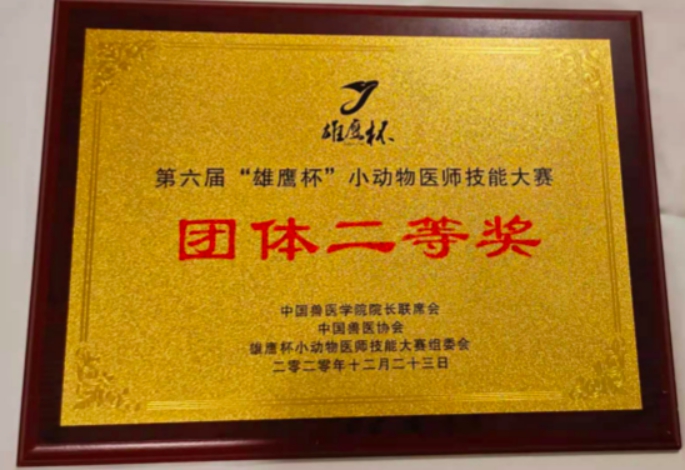 雄鹰杯
第六届“雄鹰杯”小动物医师技能大赛
团体二等奖
中国兽医学院院长联席会
中国兽医协会
雄鹰杯小动物医师技能大赛组委会
二零二零年十二月二十三日